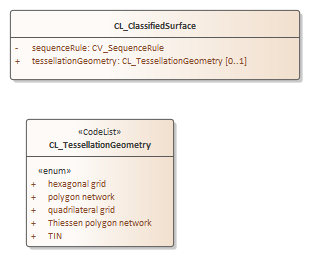 CL_ClassifiedSurface
- sequenceRule: CV_SequenceRule
+ tessellationGeometry: CL_TessellationGeometry [0..1]
«CodeList»
CL_TessellationGeometry
«enum»
+ hexagonal grid
+ polygon network
+ quadrilateral grid
+ Thiessen polygon network
+ TIN